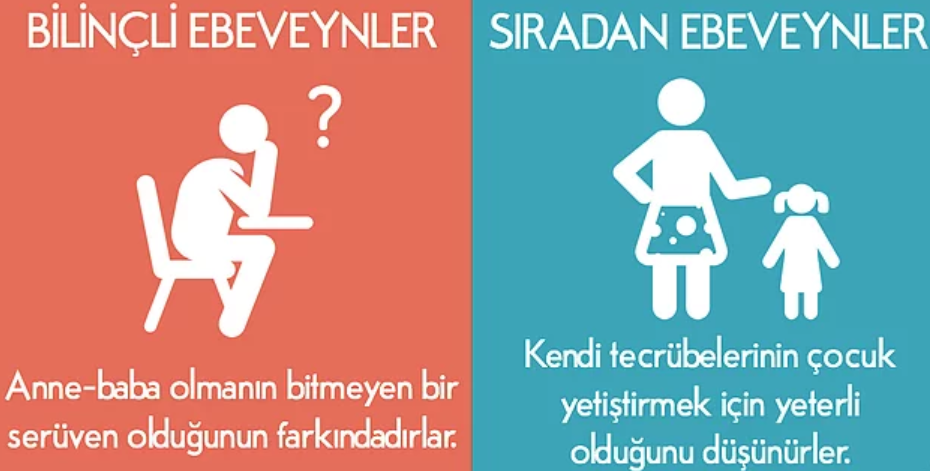 BİLİNÇLİ EBEVEYNLER
?
Anne-baba olmanın bitmeyen bir
serüven olduğunun farkındadırlar.
SIRADAN EBEVEYNLER
Kendi tecrübelerinin çocuk
yetiştirmek için yeterli
olduğunu düşünürler.